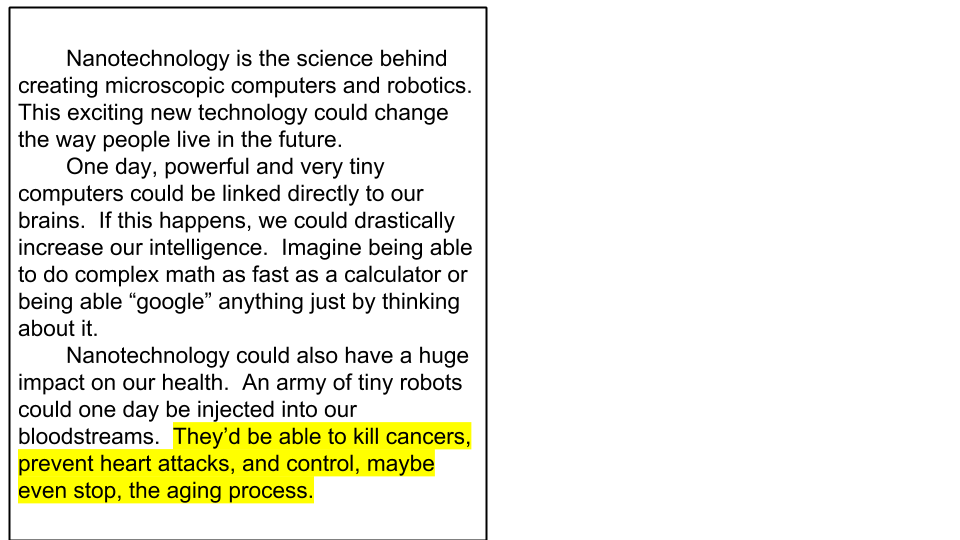 Nanotechnology is the science behind
creating microscopic computers and robotics.
This exciting new technology could change
the way people live in the future.
One day, powerful and very tiny
computers could be linked directly to our
brains.  If this happens, we could drastically
increase our intelligence.  Imagine being able
to do complex math as fast as a calculator or
being able “google” anything just by thinking
about it.
Nanotechnology could also have a huge
impact on our health.  An army of tiny robots
could one day be injected into our
bloodstreams.  They’d be able to kill cancers,
prevent heart attacks, and control, maybe
even stop, the aging process.